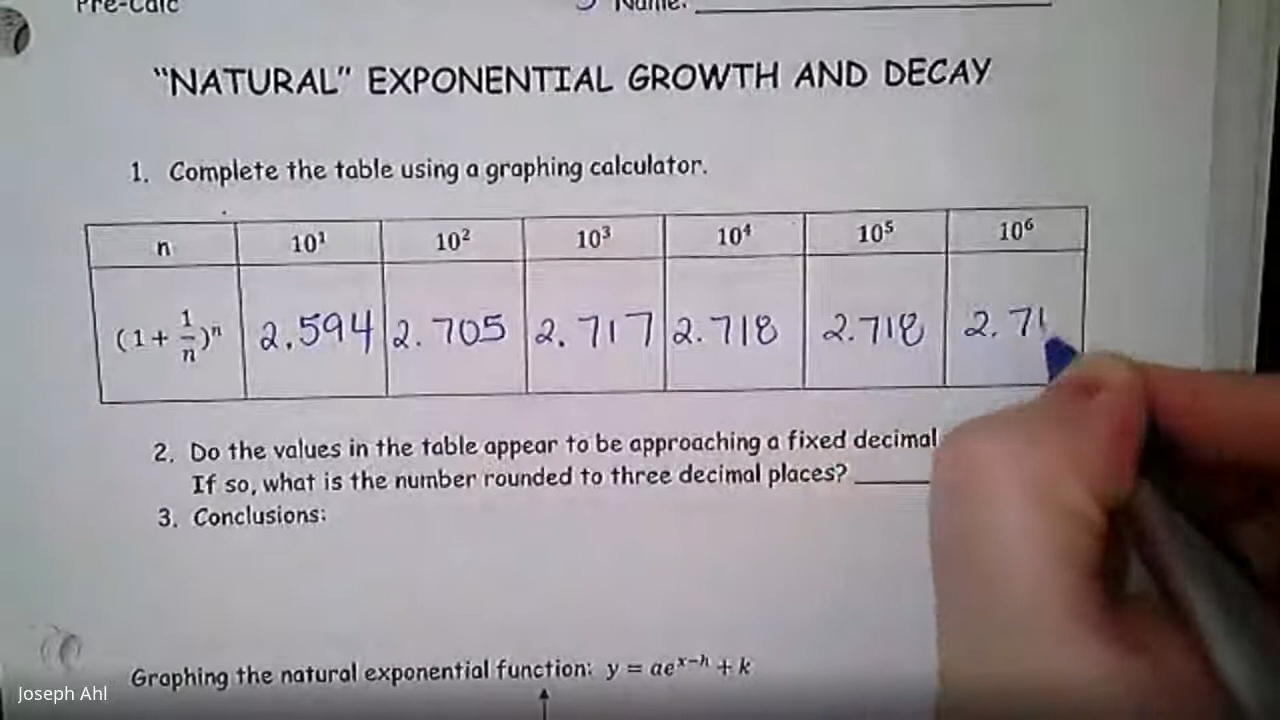 Pre-Calc Name:
"NATURAL" EXPONENTIAL GROWTH AND DECAY
1. Complete the table using a graphing calculator.
n 10¹ 10² 10³ 10⁴ 10⁵ 10⁶
(1 + 1/n)ⁿ 2.594 2.705 2.717 2.718 2.718 2.71
2. Do the values in the table appear to be approaching a fixed decimal
If so, what is the number rounded to three decimal places?
3. Conclusions:
Graphing the natural exponential function: y = aeˣ⁻ʰ + k
Joseph Ahl